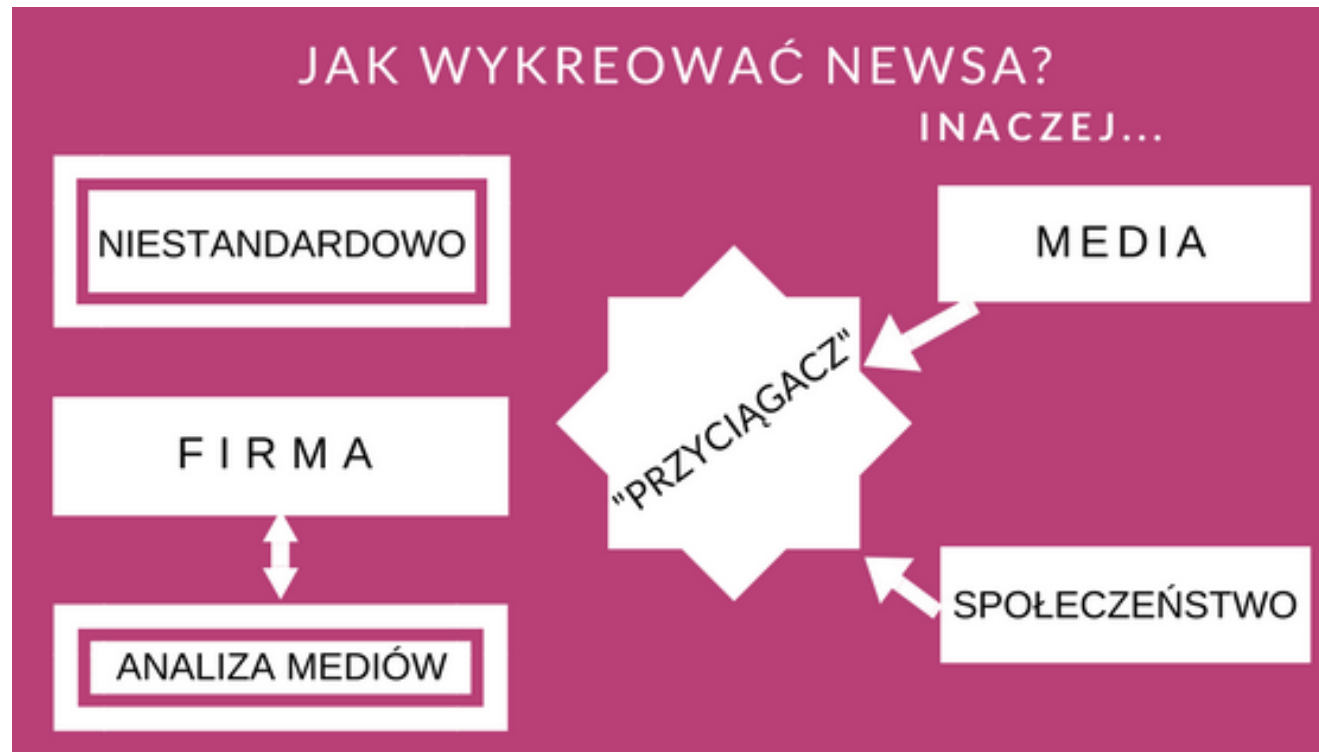 JAK WYKREOWAĆ NEWSA?
INACZEJ...
NIESTANDARDOWO
FIRMA
ANALIZA MEDIÓW
"PRZYCIĄGACZ"
MEDIA
SPOŁECZEŃSTWO